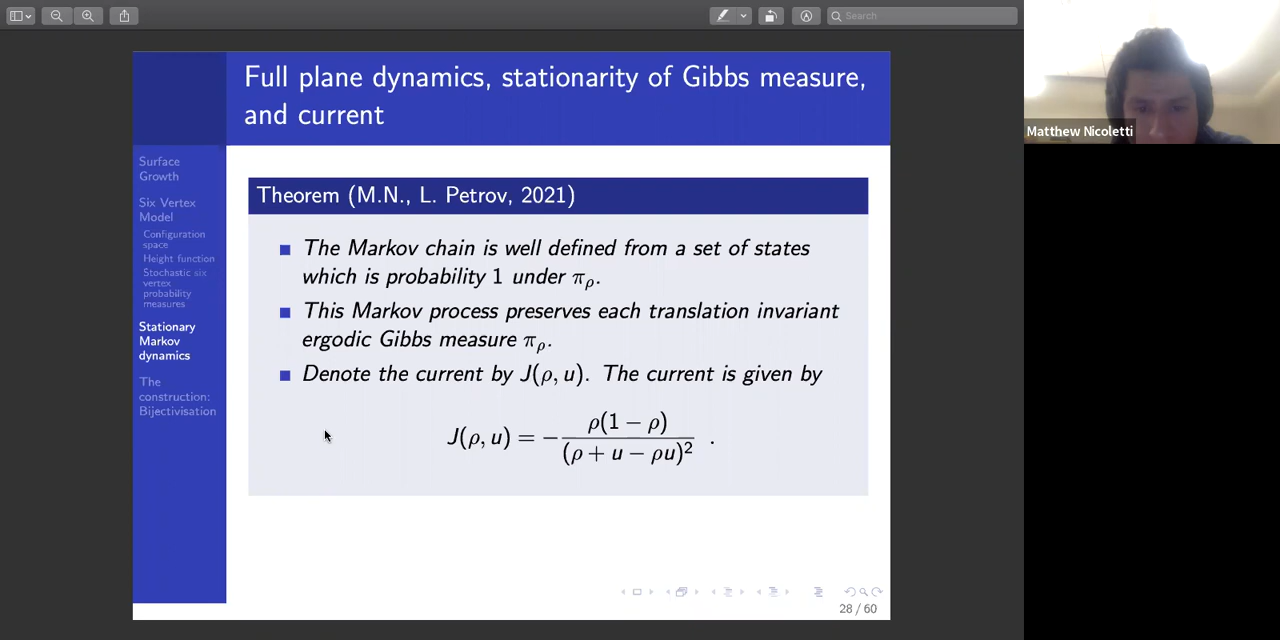 Search
Full plane dynamics, stationarity of Gibbs measure,
and current
Matthew Nicoletti
Surface
Growth
Six Vertex
Model
Configuration
space
Height function
Stochastic six
vertex
probability
measures
Stationary
Markov
dynamics
The
construction:
Bijectivisation
Theorem (M.N., L. Petrov, 2021)
The Markov chain is well defined from a set of states
which is probability 1 under π_ρ.
This Markov process preserves each translation invariant
ergodic Gibbs measure π_ρ.
Denote the current by J(ρ, u). The current is given by
J(ρ, u) = − ρ(1 − ρ) / (ρ + u − ρu)² .
28 / 60